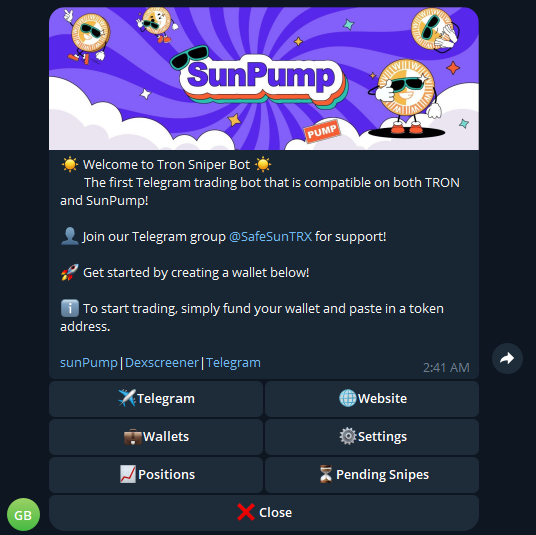 SunPump
PUMP
Welcome to Tron Sniper Bot
The first Telegram trading bot that is compatible on both TRON
and SunPump!
Join our Telegram group @SafeSunTRX for support!
Get started by creating a wallet below!
To start trading, simply fund your wallet and paste in a token
address.
sunPump|Dexscreener|Telegram
2:41 AM
Telegram
Website
Wallets
Settings
Positions
Pending Snipes
Close
GB